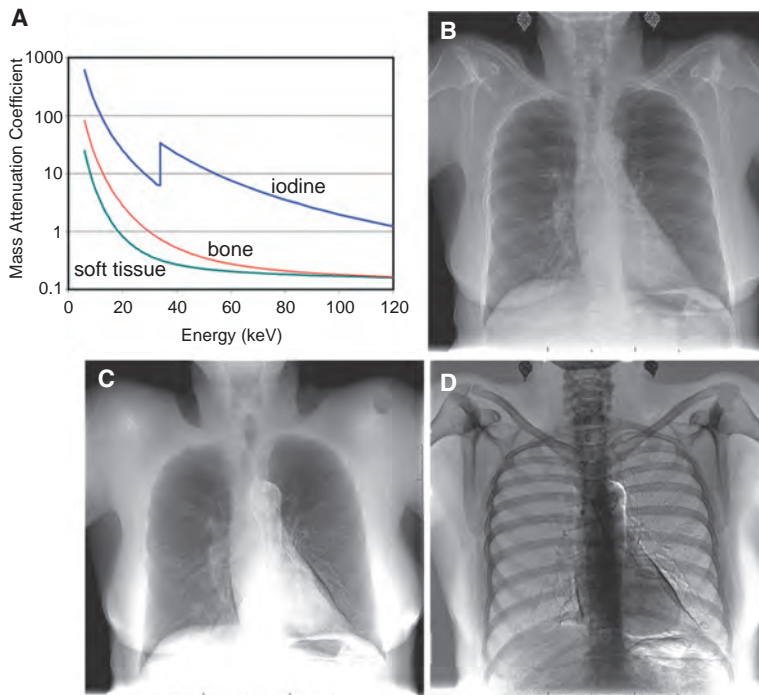 A
Mass Attenuation Coefficient
1000
100
10
1
0.1
iodine
bone
soft tissue
0 20 40 60 80 100 120
Energy (keV)
B
C
D